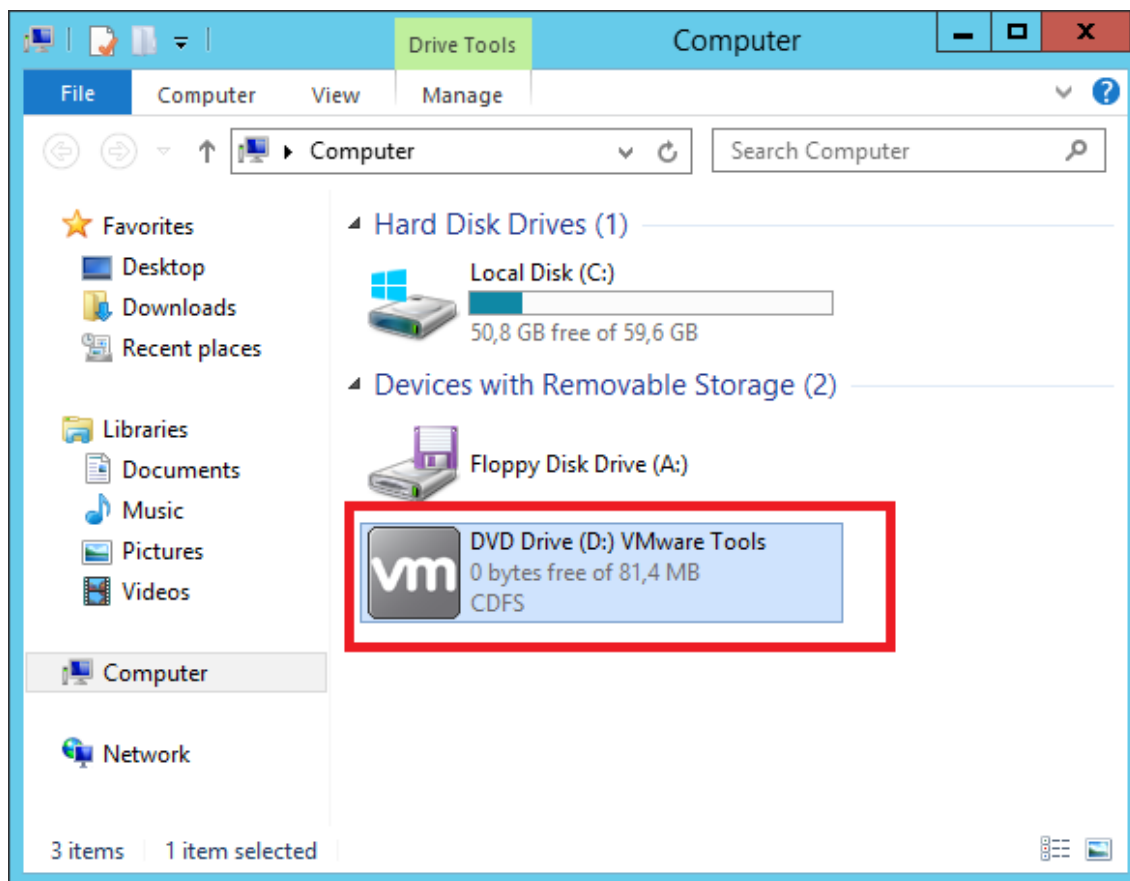 Drive Tools
Computer
File
Computer
View
Manage
Computer
Search Computer
Favorites
Desktop
Downloads
Recent places
Libraries
Documents
Music
Pictures
Videos
Computer
Network
Hard Disk Drives (1)
Local Disk (C:)
50,8 GB free of 59,6 GB
Devices with Removable Storage (2)
Floppy Disk Drive (A:)
vm
DVD Drive (D:) VMware Tools
0 bytes free of 81,4 MB
CDFS
3 items
1 item selected